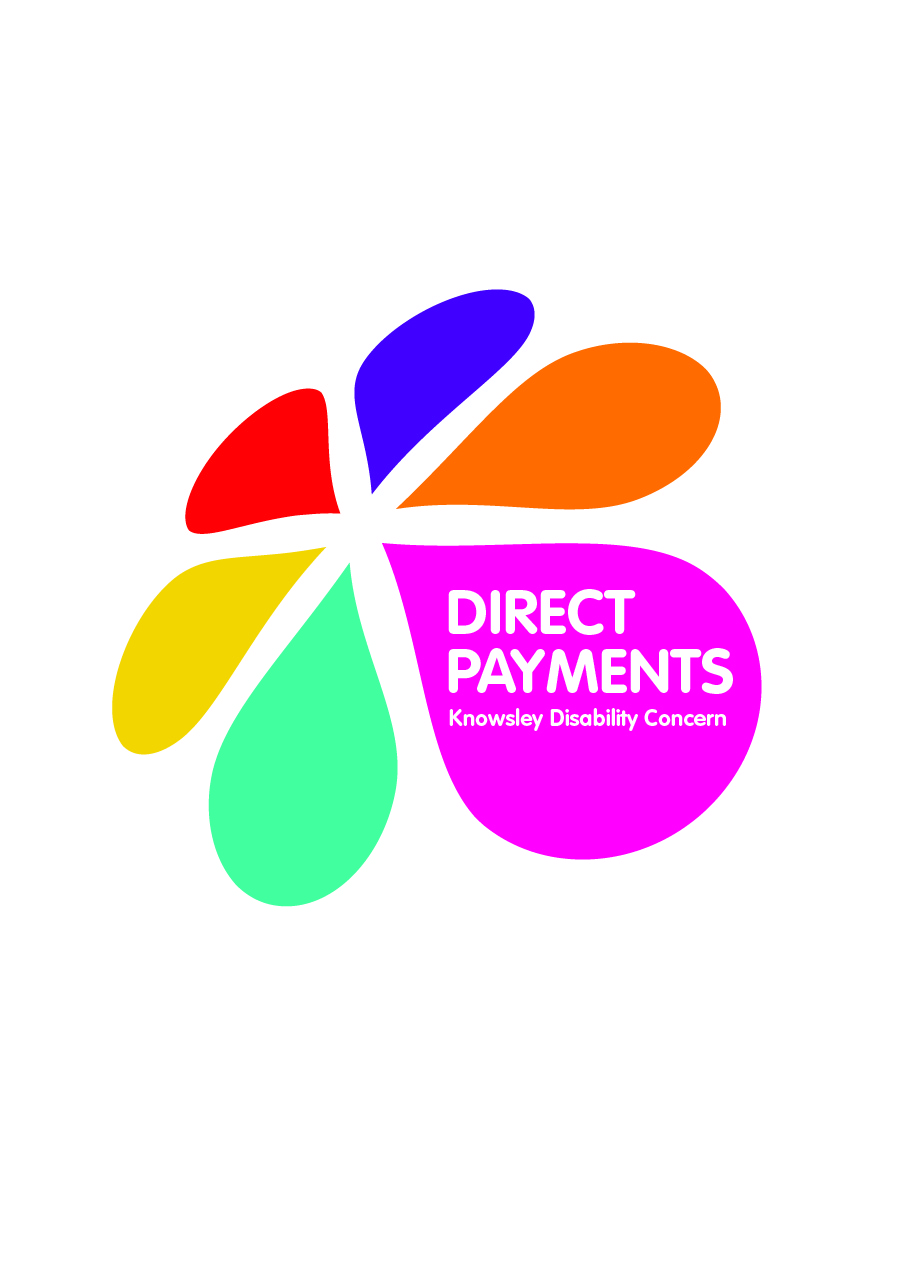 DIRECT
PAYMENTS
Knowsley Disability Concern